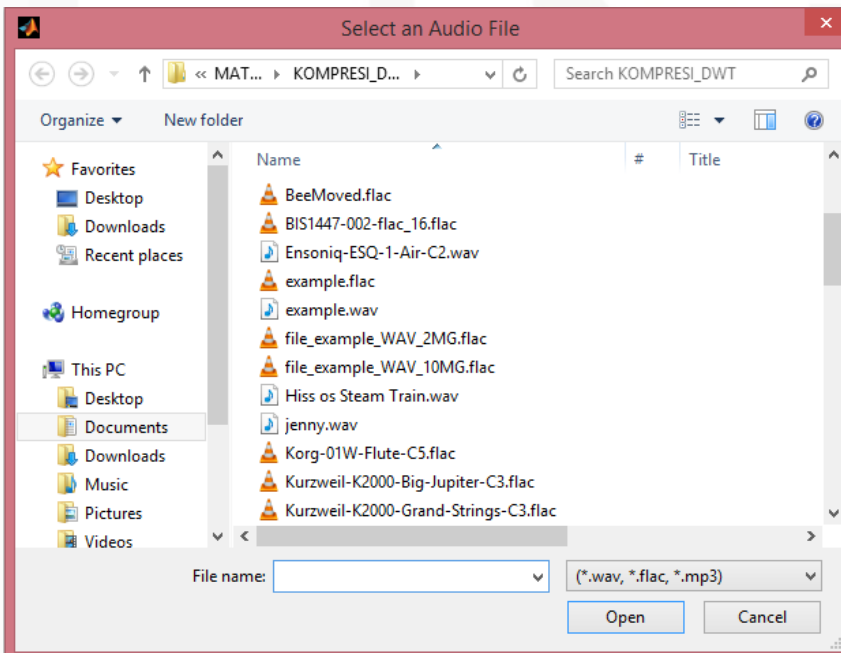 Select an Audio File
« MAT... KOMPRESI_D... Search KOMPRESI_DWT
Organize New folder
Favorites
Desktop
Downloads
Recent places
Homegroup
This PC
Desktop
Documents
Downloads
Music
Pictures
Videos
Name # Title
BeeMoved.flac
BIS1447-002-flac_16.flac
Ensoniq-ESQ-1-Air-C2.wav
example.flac
example.wav
file_example_WAV_2MG.flac
file_example_WAV_10MG.flac
Hiss os Steam Train.wav
jenny.wav
Korg-01W-Flute-C5.flac
Kurzweil-K2000-Big-Jupiter-C3.flac
Kurzweil-K2000-Grand-Strings-C3.flac
File name: (*.wav, *.flac, *.mp3)
Open Cancel